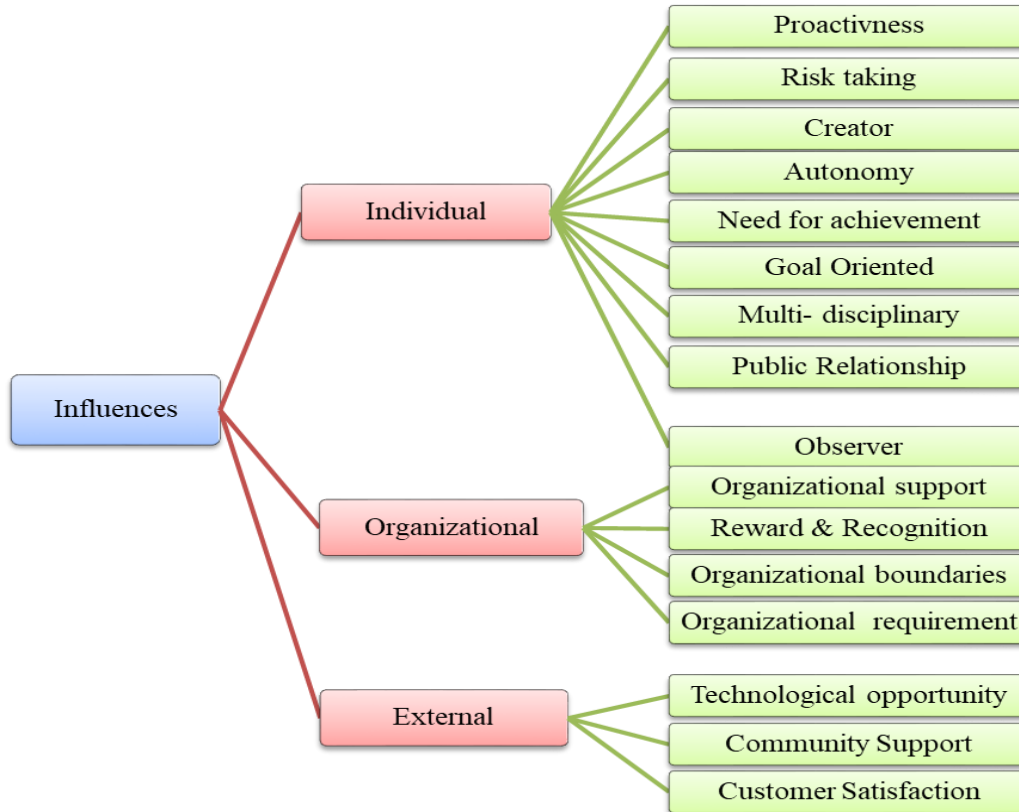 Influences
Individual
Proactivness
Risk taking
Creator
Autonomy
Need for achievement
Goal Oriented
Multi- disciplinary
Public Relationship
Observer
Organizational
Organizational support
Reward & Recognition
Organizational boundaries
Organizational requirement
External
Technological opportunity
Community Support
Customer Satisfaction